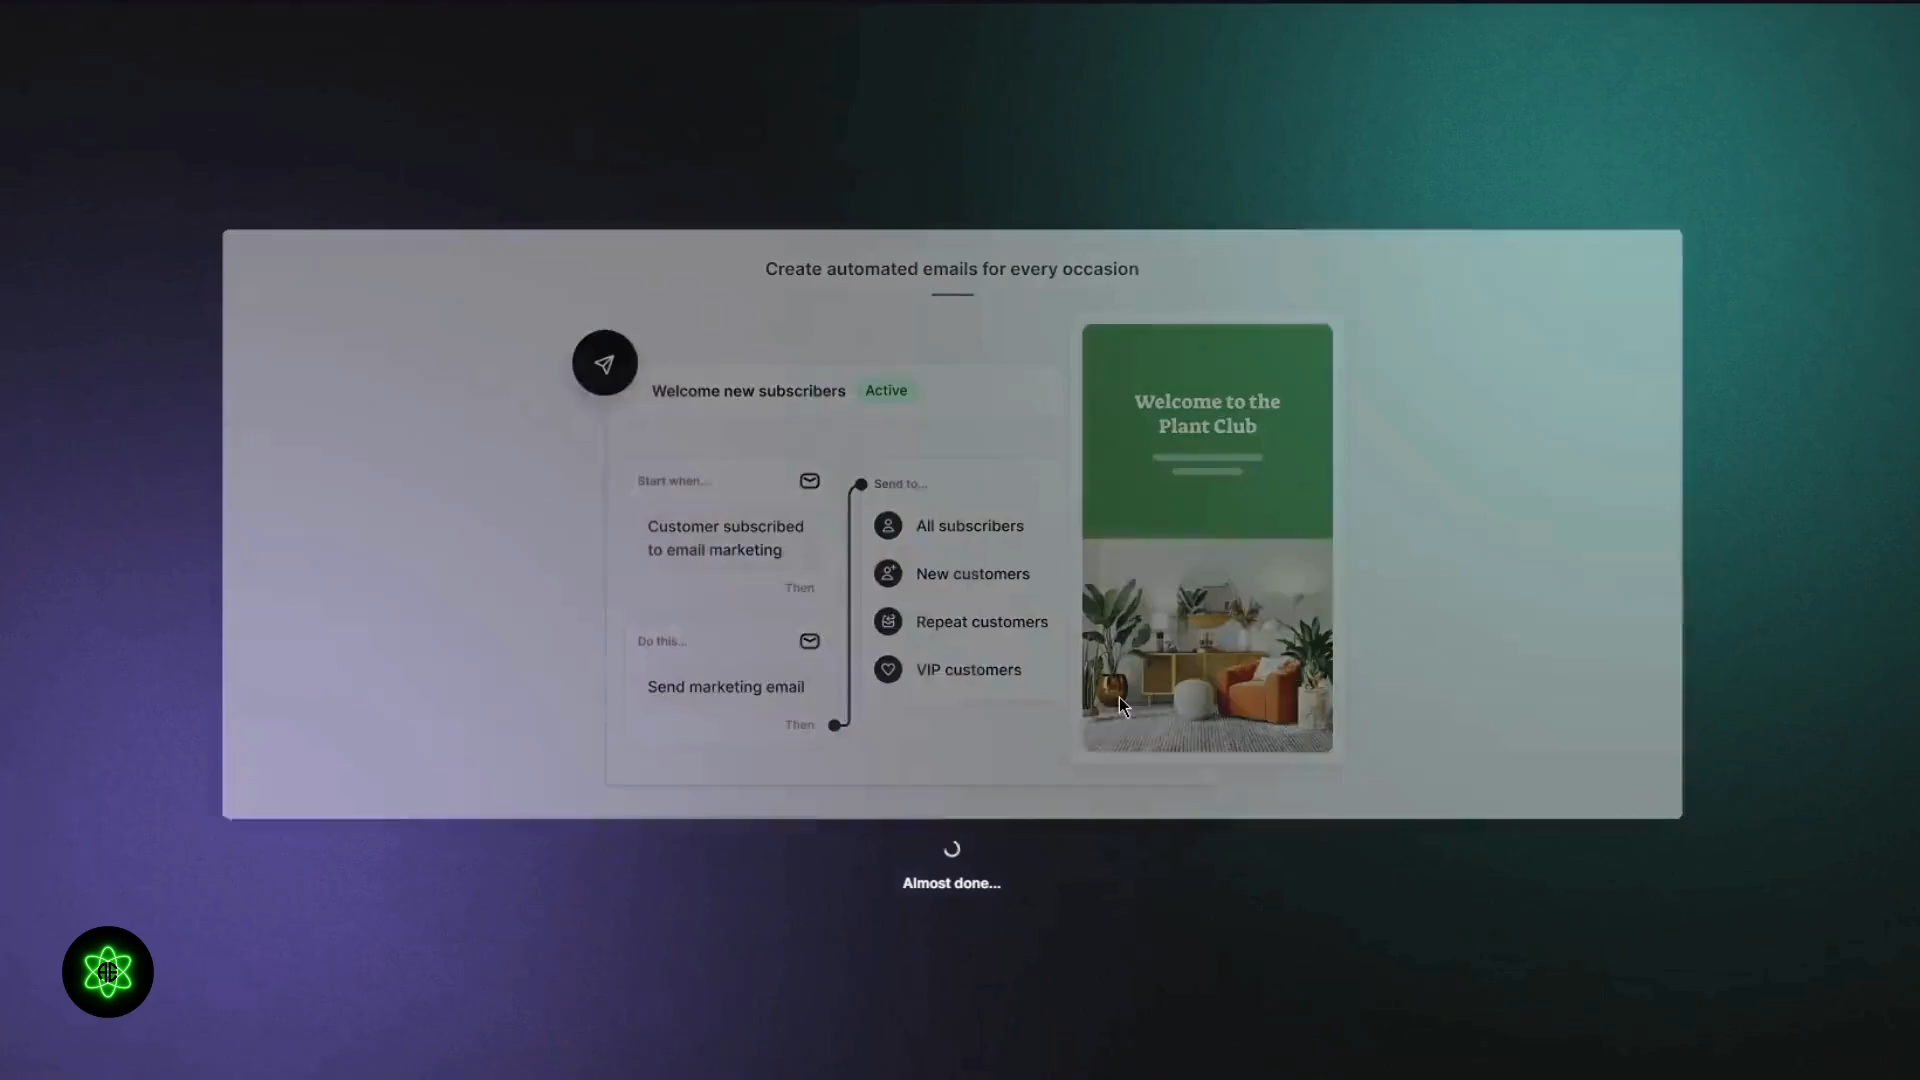 Create automated emails for every occasion
Welcome new subscribers Active
Start when...
Customer subscribed
to email marketing
Then
Do this...
Send marketing email
Then
Send to...
All subscribers
New customers
Repeat customers
VIP customers
Welcome to the
Plant Club
Almost done...